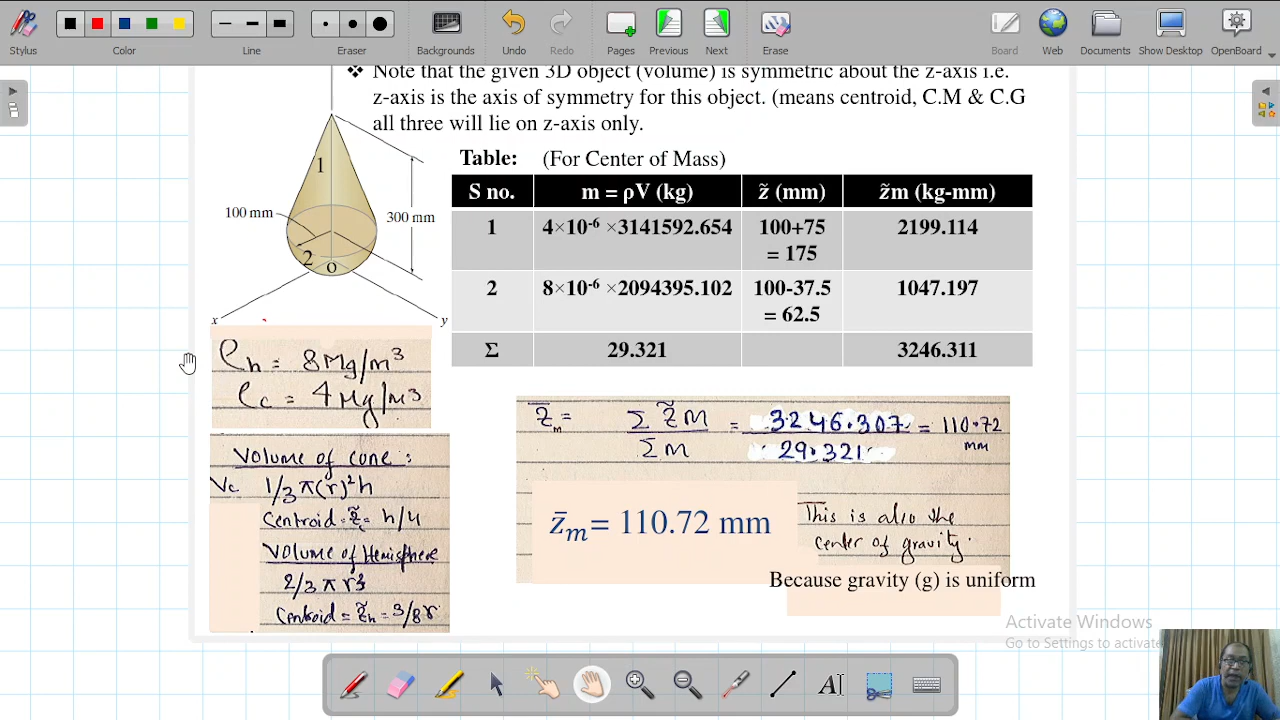 Stylus
Color
Line
Eraser
Backgrounds
Undo
Redo
Pages
Previous
Next
Erase
Board
Web
Documents
Show Desktop
OpenBoard
❖ Note that the given 3D object (volume) is symmetric about the z-axis i.e.
z-axis is the axis of symmetry for this object. (means centroid, C.M & C.G
all three will lie on z-axis only.
1
100 mm
300 mm
2
O
x
y
Table: (For Center of Mass)
S no. m = ρV (kg) z̃ (mm) z̃m (kg-mm)
1 4×10⁻⁶ ×3141592.654 100+75 2199.114
= 175
2 8×10⁻⁶ ×2094395.102 100-37.5 1047.197
= 62.5
Σ 29.321 3246.311
ρh = 8Mg/m³
ρc = 4Mg/m³
Volume of cone:
Vc 1/3 π(r)²h
Centroid = z̃c = h/4
Volume of Hemisphere
2/3 πr3
Centroid = z̃h = 3/8r
z̄m = Σ z̃M / ΣM = 3246.307 / 29.321 = 110.72
mm
z̄m= 110.72 mm
This is also the
center of gravity.
Because gravity (g) is uniform
Activate Windows
Go to Settings to activate